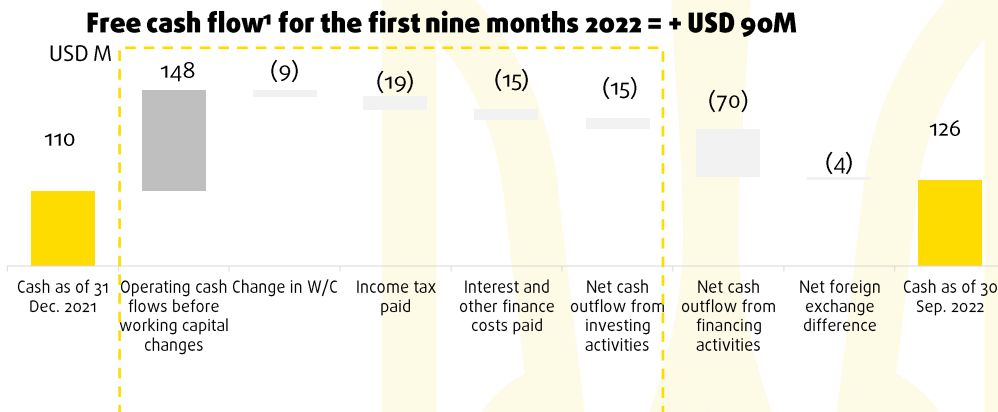 Free cash flow¹ for the first nine months 2022 = + USD 90M
USD M
110
148
(9)
(19)
(15)
(15)
(70)
(4)
126
Cash as of 31
Dec. 2021
Operating cash
flows before
working capital
changes
Change in W/C
Income tax
paid
Interest and
other finance
costs paid
Net cash
outflow from
investing
activities
Net cash
outflow from
financing
activities
Net foreign
exchange
difference
Cash as of 30
Sep. 2022